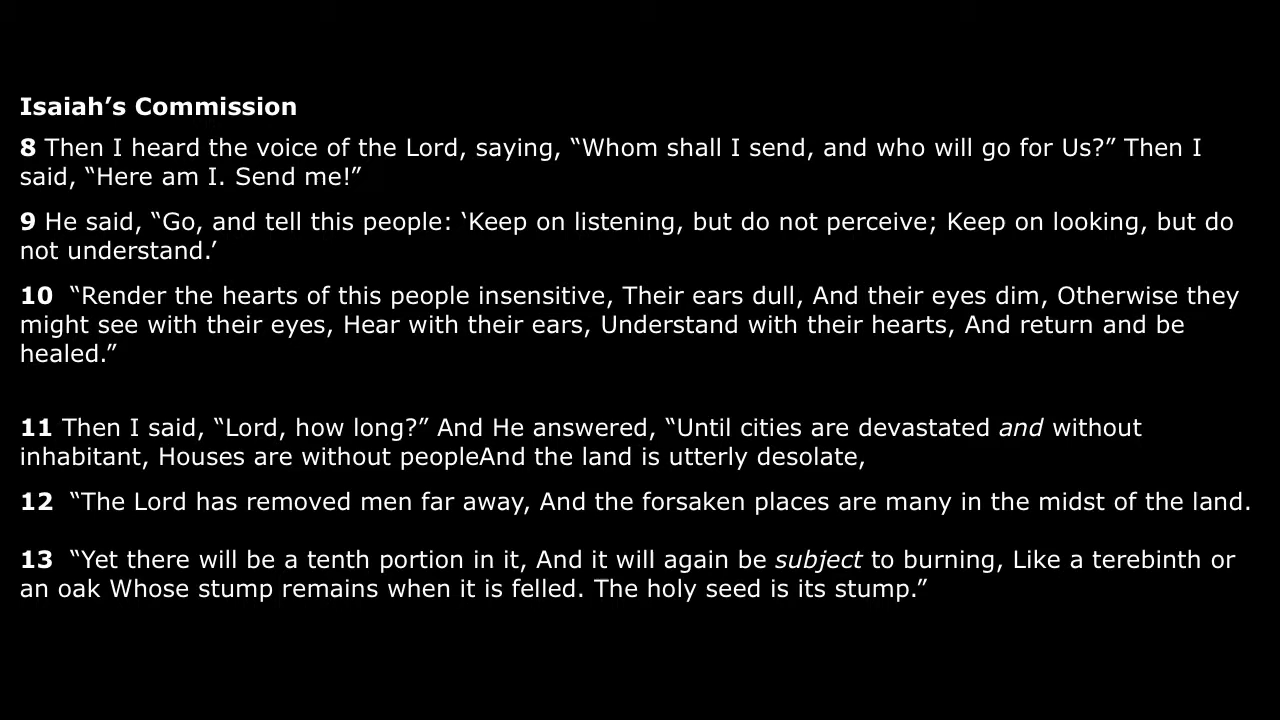 Isaiah’s Commission
8 Then I heard the voice of the Lord, saying, “Whom shall I send, and who will go for Us?” Then I
said, “Here am I. Send me!”
9 He said, “Go, and tell this people: ‘Keep on listening, but do not perceive; Keep on looking, but do
not understand.’
10 “Render the hearts of this people insensitive, Their ears dull, And their eyes dim, Otherwise they
might see with their eyes, Hear with their ears, Understand with their hearts, And return and be
healed.”
11 Then I said, “Lord, how long?” And He answered, “Until cities are devastated and without
inhabitant, Houses are without peopleAnd the land is utterly desolate,
12 “The Lord has removed men far away, And the forsaken places are many in the midst of the land.
13 “Yet there will be a tenth portion in it, And it will again be subject to burning, Like a terebinth or
an oak Whose stump remains when it is felled. The holy seed is its stump.”